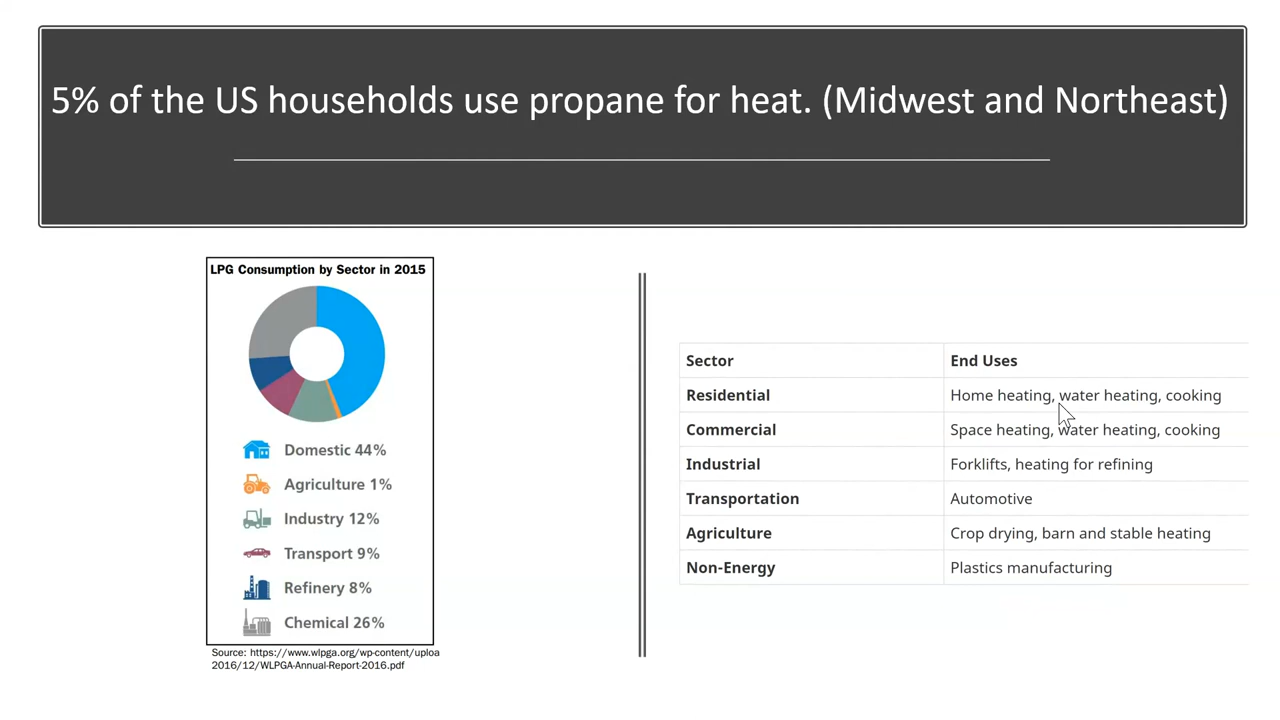 5% of the US households use propane for heat. (Midwest and Northeast)
LPG Consumption by Sector in 2015
Domestic 44%
Agriculture 1%
Industry 12%
Transport 9%
Refinery 8%
Chemical 26%
Source: https://www.wlpga.org/wp-content/uploa
2016/12/WLPGA-Annual-Report-2016.pdf
Sector End Uses
Residential Home heating, water heating, cooking
Commercial Space heating, water heating, cooking
Industrial Forklifts, heating for refining
Transportation Automotive
Agriculture Crop drying, barn and stable heating
Non-Energy Plastics manufacturing